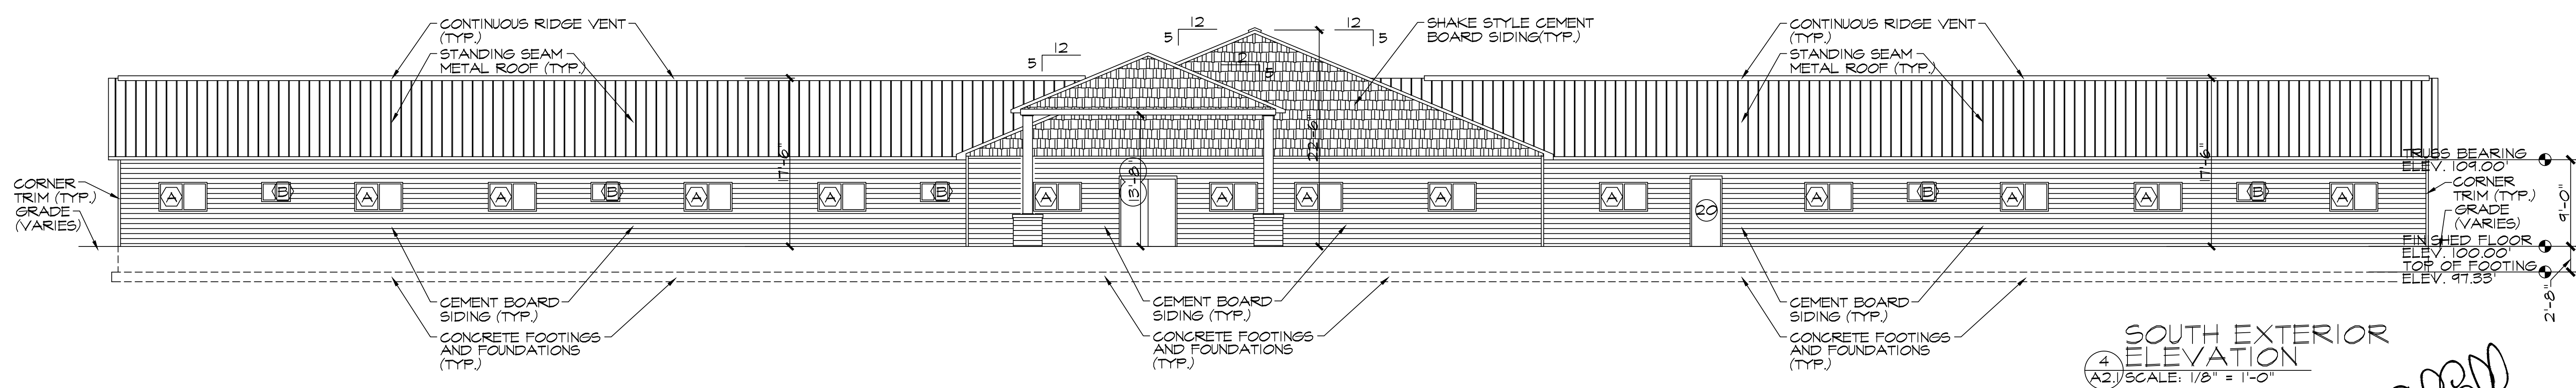 CONTINUOUS RIDGE VENT
(TYP.)
STANDING SEAM
METAL ROOF (TYP.)
12
5
12
5
12
5
12
5
SHAKE STYLE CEMENT
BOARD SIDING(TYP.)
CONTINUOUS RIDGE VENT
(TYP.)
STANDING SEAM
METAL ROOF (TYP.)
17'-6"
13'-8"
22'-6"
17'-6"
CORNER
TRIM (TYP.)
GRADE
(VARIES)
A
B
A
A
B
A
A
B
A
A
A
A
A
20
A
B
A
A
B
A
TRUSS BEARING
ELEV. 109.00'
CORNER
TRIM (TYP.)
GRADE
(VARIES)
9'-0"
FINISHED FLOOR
ELEV. 100.00'
TOP OF FOOTING
ELEV. 97.33'
2'-8"
CEMENT BOARD
SIDING (TYP.)
CONCRETE FOOTINGS
AND FOUNDATIONS
(TYP.)
CEMENT BOARD
SIDING (TYP.)
CONCRETE FOOTINGS
AND FOUNDATIONS
(TYP.)
CEMENT BOARD
SIDING (TYP.)
CONCRETE FOOTINGS
AND FOUNDATIONS
(TYP.)
SOUTH EXTERIOR
ELEVATION
4
A2.1
SCALE: 1/8" = 1'-0"